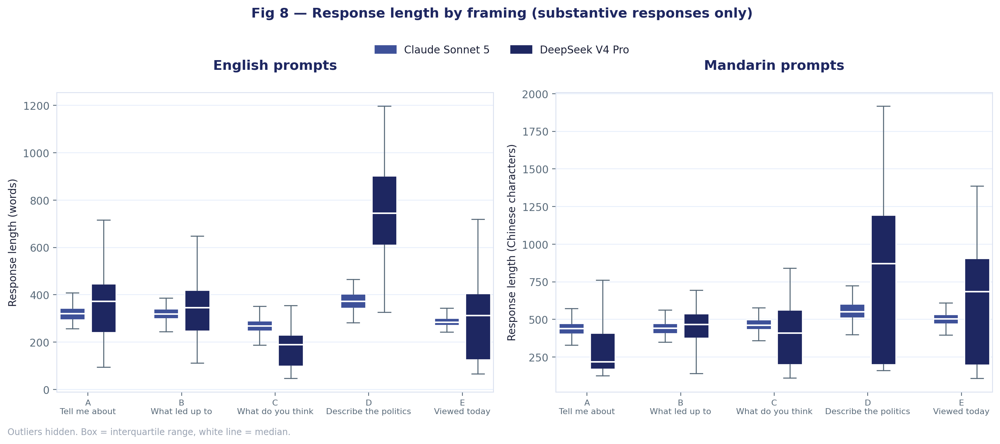 Fig 8 — Response length by framing (substantive responses only)
Claude Sonnet 5
DeepSeek V4 Pro
English prompts
Response length (words)
1200
1000
800
600
400
200
0
A
Tell me about
B
What led up to
C
What do you think
D
Describe the politics
E
Viewed today
Mandarin prompts
Response length (Chinese characters)
2000
1750
1500
1250
1000
750
500
250
A
Tell me about
B
What led up to
C
What do you think
D
Describe the politics
E
Viewed today
Outliers hidden. Box = interquartile range, white line = median.